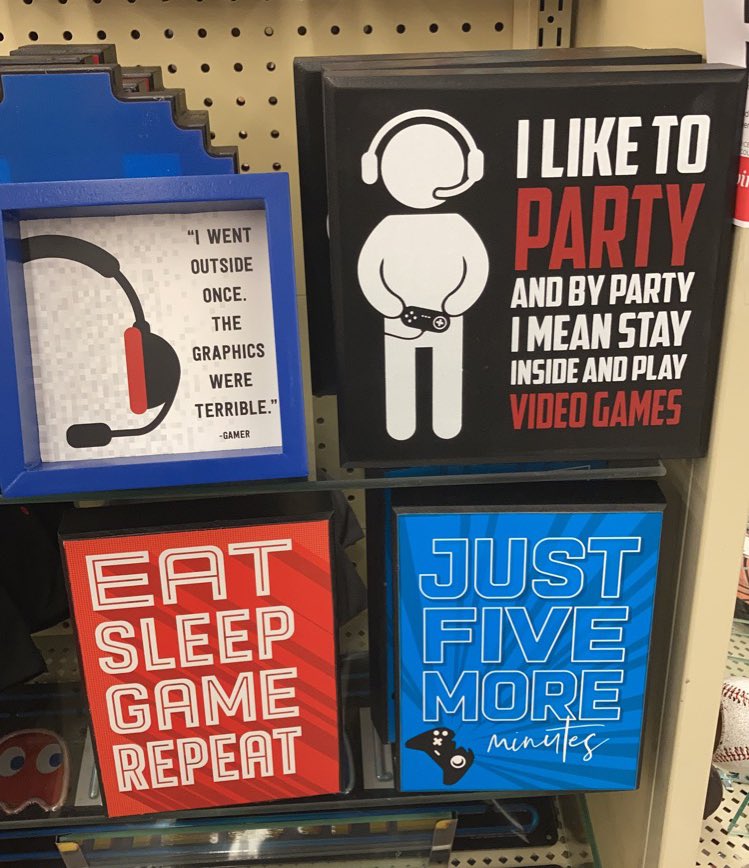 "I WENT
OUTSIDE
ONCE.
THE
GRAPHICS
WERE
TERRIBLE."
-GAMER
I LIKE TO
PARTY
AND BY PARTY
I MEAN STAY
INSIDE AND PLAY
VIDEO GAMES
EAT
SLEEP
GAME
REPEAT
JUST
FIVE
MORE
minutes